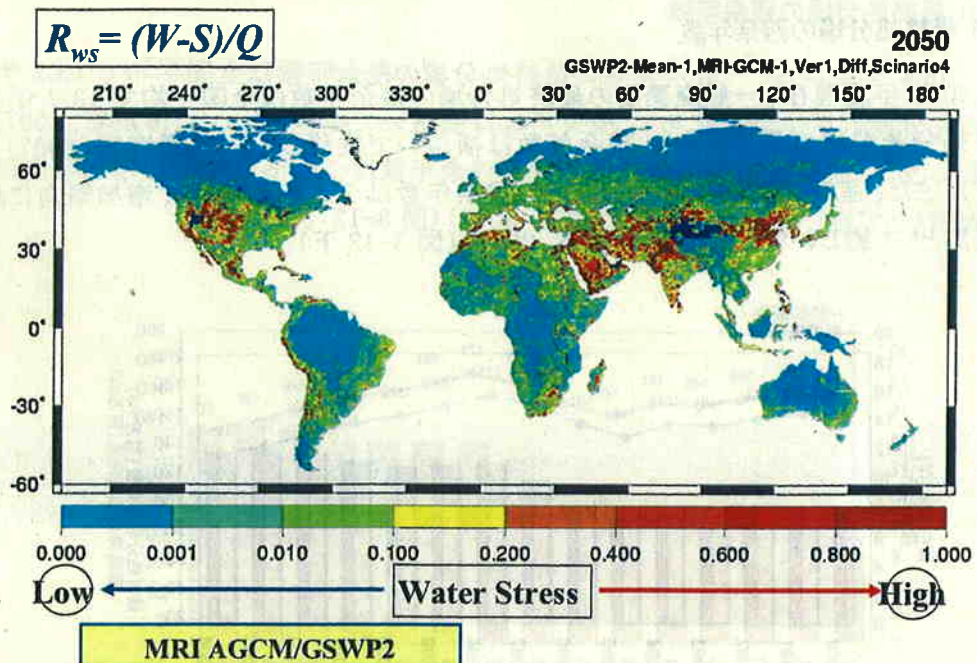 R_ws = (W-S)/Q
2050
GSWP2-Mean-1,MRI-GCM-1,Ver1,Diff,Scinario4
210° 240° 270° 300° 330° 0° 30° 60° 90° 120° 150° 180°
60°
30°
0°
-30°
-60°
0.000 0.001 0.010 0.100 0.200 0.400 0.600 0.800 1.000
Low Water Stress High
MRI AGCM/GSWP2